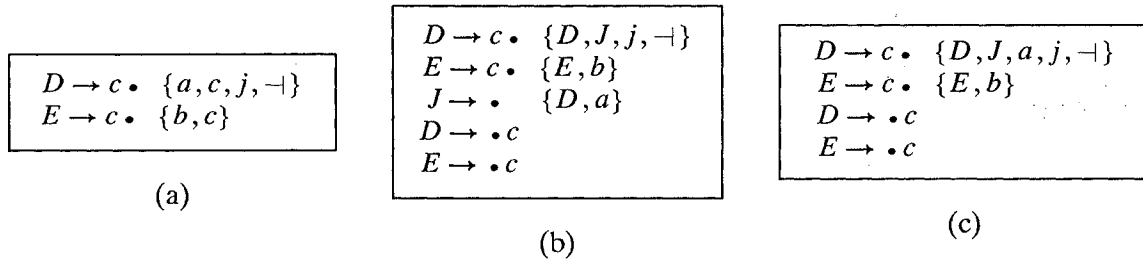 D → c • {a, c, j, ⊣}
E → c • {b, c}
(a)
D → c • {D, J, j, ⊣}
E → c • {E, b}
J → • {D, a}
D → • c
E → • c
(b)
D → c • {D, J, a, j, ⊣}
E → c • {E, b}
D → • c
E → • c
(c)